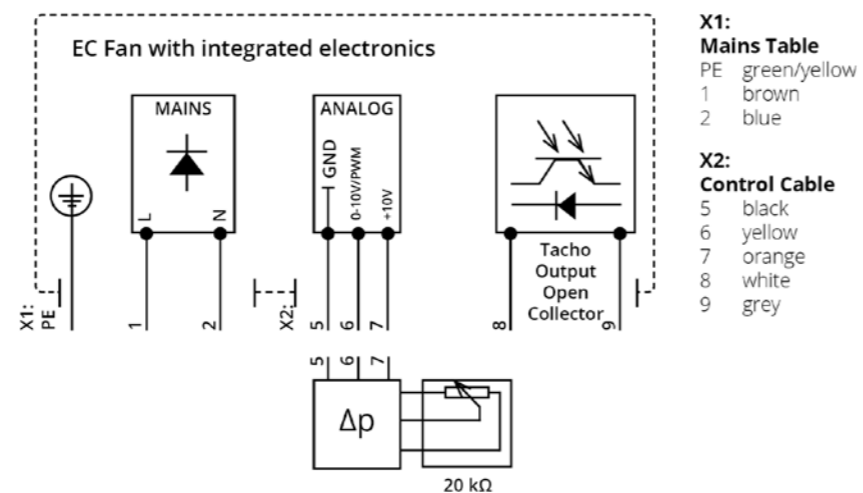 EC Fan with integrated electronics
MAINS
L
N
ANALOG
GND
0-10V/PWM
+10V
Tacho
Output
Open
Collector
X1:
PE
1
2
X2:
5
6
7
8
9
5
6
7
Δp
20 kΩ
X1:
Mains Table
PE green/yellow
1 brown
2 blue
X2:
Control Cable
5 black
6 yellow
7 orange
8 white
9 grey